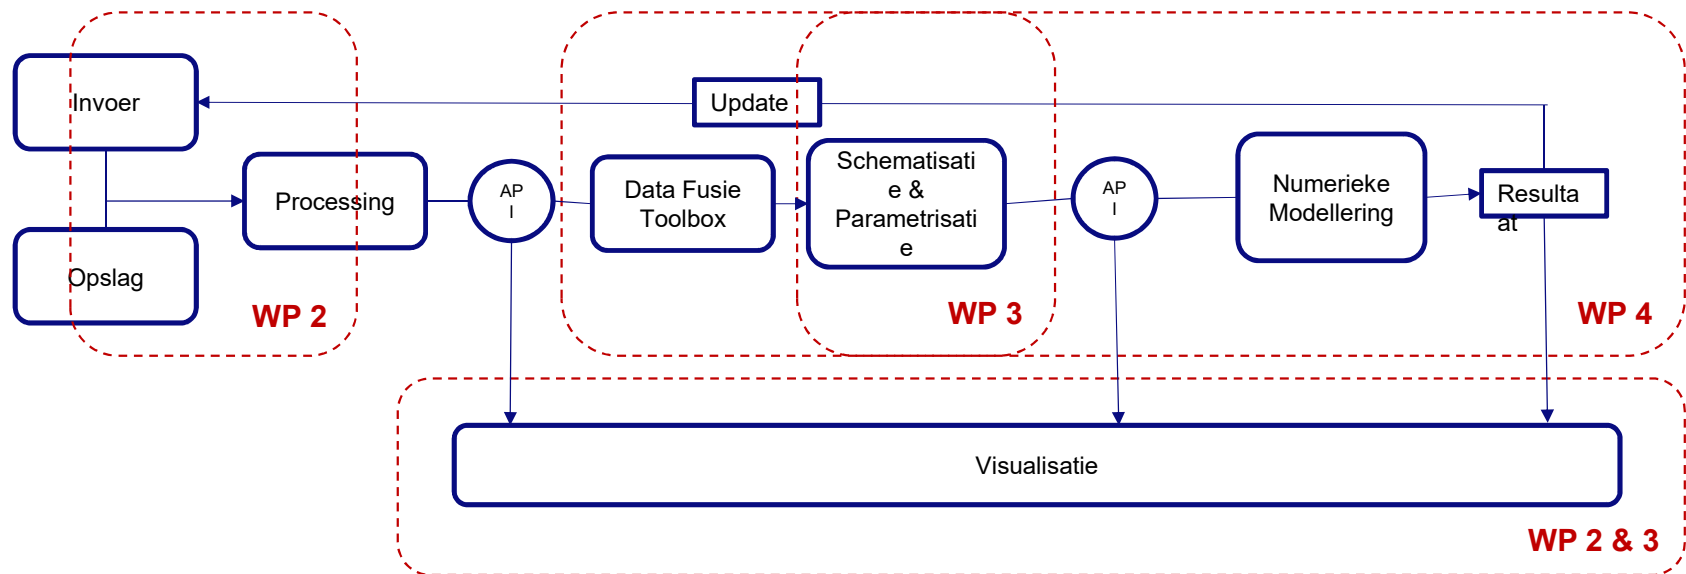 Invoer
Update
Opslag
Processing
AP
I
Data Fusie
Toolbox
Schematisati
e &
Parametrisati
e
AP
I
Numerieke
Modellering
Resulta
at
WP 2
WP 3
WP 4
Visualisatie
WP 2 & 3